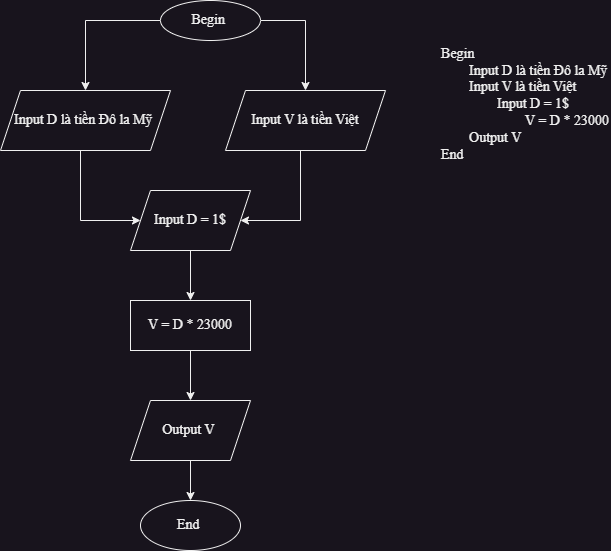 Begin
Input D là tiền Đô la Mỹ
Input V là tiền Việt
Input D = 1$
V = D * 23000
Output V
End
Begin
Input D là tiền Đô la Mỹ
Input V là tiền Việt
Input D = 1$
V = D * 23000
Output V
End